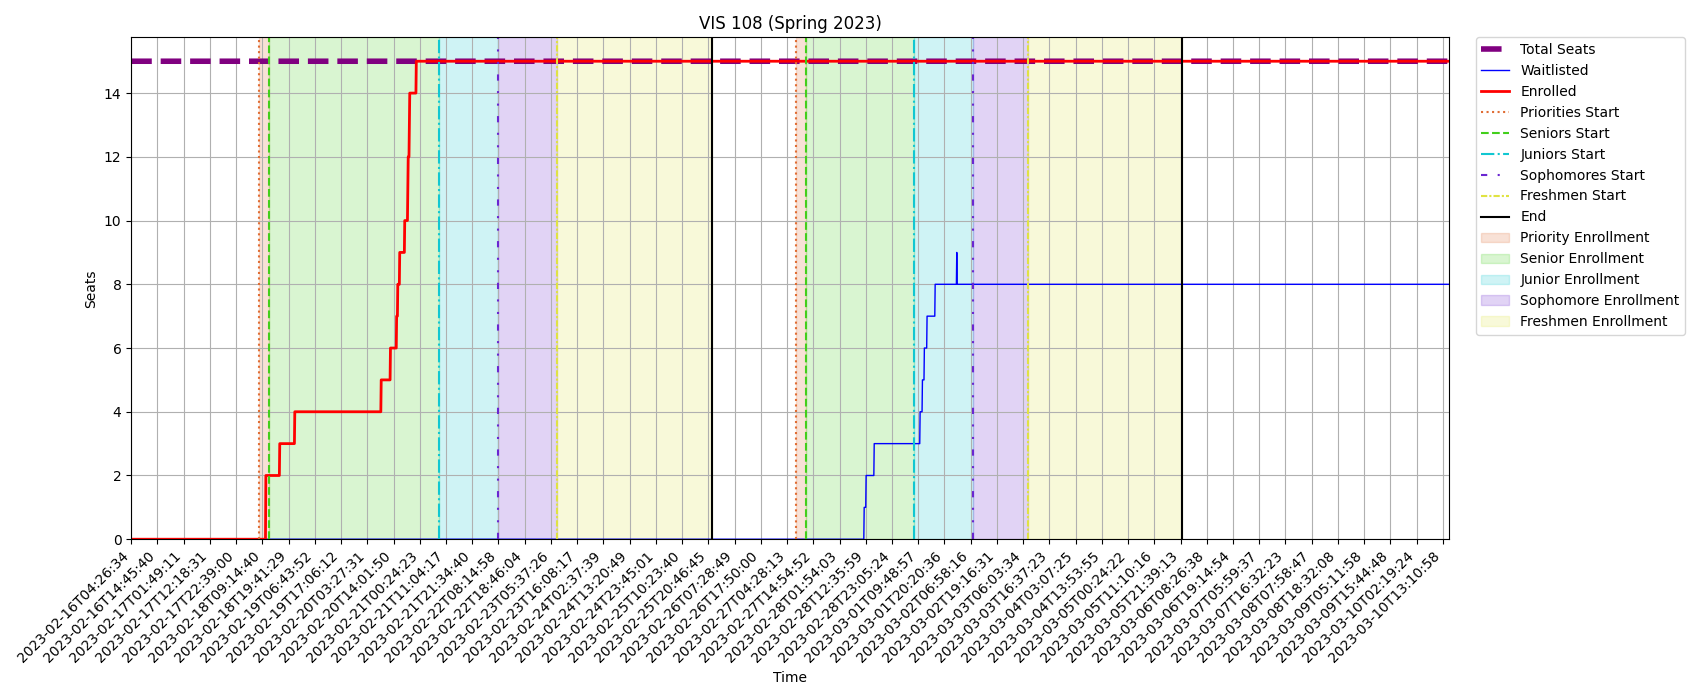 VIS 108 (Spring 2023)
Total Seats
Waitlisted
Enrolled
Priorities Start
Seniors Start
Juniors Start
Sophomores Start
Freshmen Start
End
Priority Enrollment
Senior Enrollment
Junior Enrollment
Sophomore Enrollment
Freshmen Enrollment
Seats
14
12
10
8
6
4
2
0
2023-02-16T04:26:34
2023-02-16T14:45:40
2023-02-17T01:49:11
2023-02-17T12:18:31
2023-02-17T22:39:00
2023-02-18T09:14:40
2023-02-18T19:41:29
2023-02-19T06:43:52
2023-02-19T17:06:12
2023-02-20T03:27:31
2023-02-20T14:01:50
2023-02-21T00:24:23
2023-02-21T11:04:17
2023-02-21T21:34:40
2023-02-22T08:14:58
2023-02-22T18:46:04
2023-02-23T05:37:26
2023-02-23T16:08:17
2023-02-24T02:37:39
2023-02-24T13:20:49
2023-02-24T23:45:01
2023-02-25T10:23:40
2023-02-25T20:46:45
2023-02-26T07:28:49
2023-02-26T17:50:00
2023-02-27T04:28:13
2023-02-27T14:54:52
2023-02-28T01:54:03
2023-02-28T12:35:59
2023-02-28T23:05:24
2023-03-01T09:48:57
2023-03-01T20:20:36
2023-03-02T06:58:16
2023-03-02T19:16:31
2023-03-03T06:03:34
2023-03-03T16:37:23
2023-03-04T03:07:25
2023-03-04T13:53:55
2023-03-05T00:24:22
2023-03-05T11:10:16
2023-03-05T21:39:13
2023-03-06T08:26:38
2023-03-06T19:14:54
2023-03-07T05:59:37
2023-03-07T16:32:23
2023-03-08T07:58:47
2023-03-08T18:32:08
2023-03-09T05:11:58
2023-03-09T15:44:48
2023-03-10T02:19:24
2023-03-10T13:10:58
Time